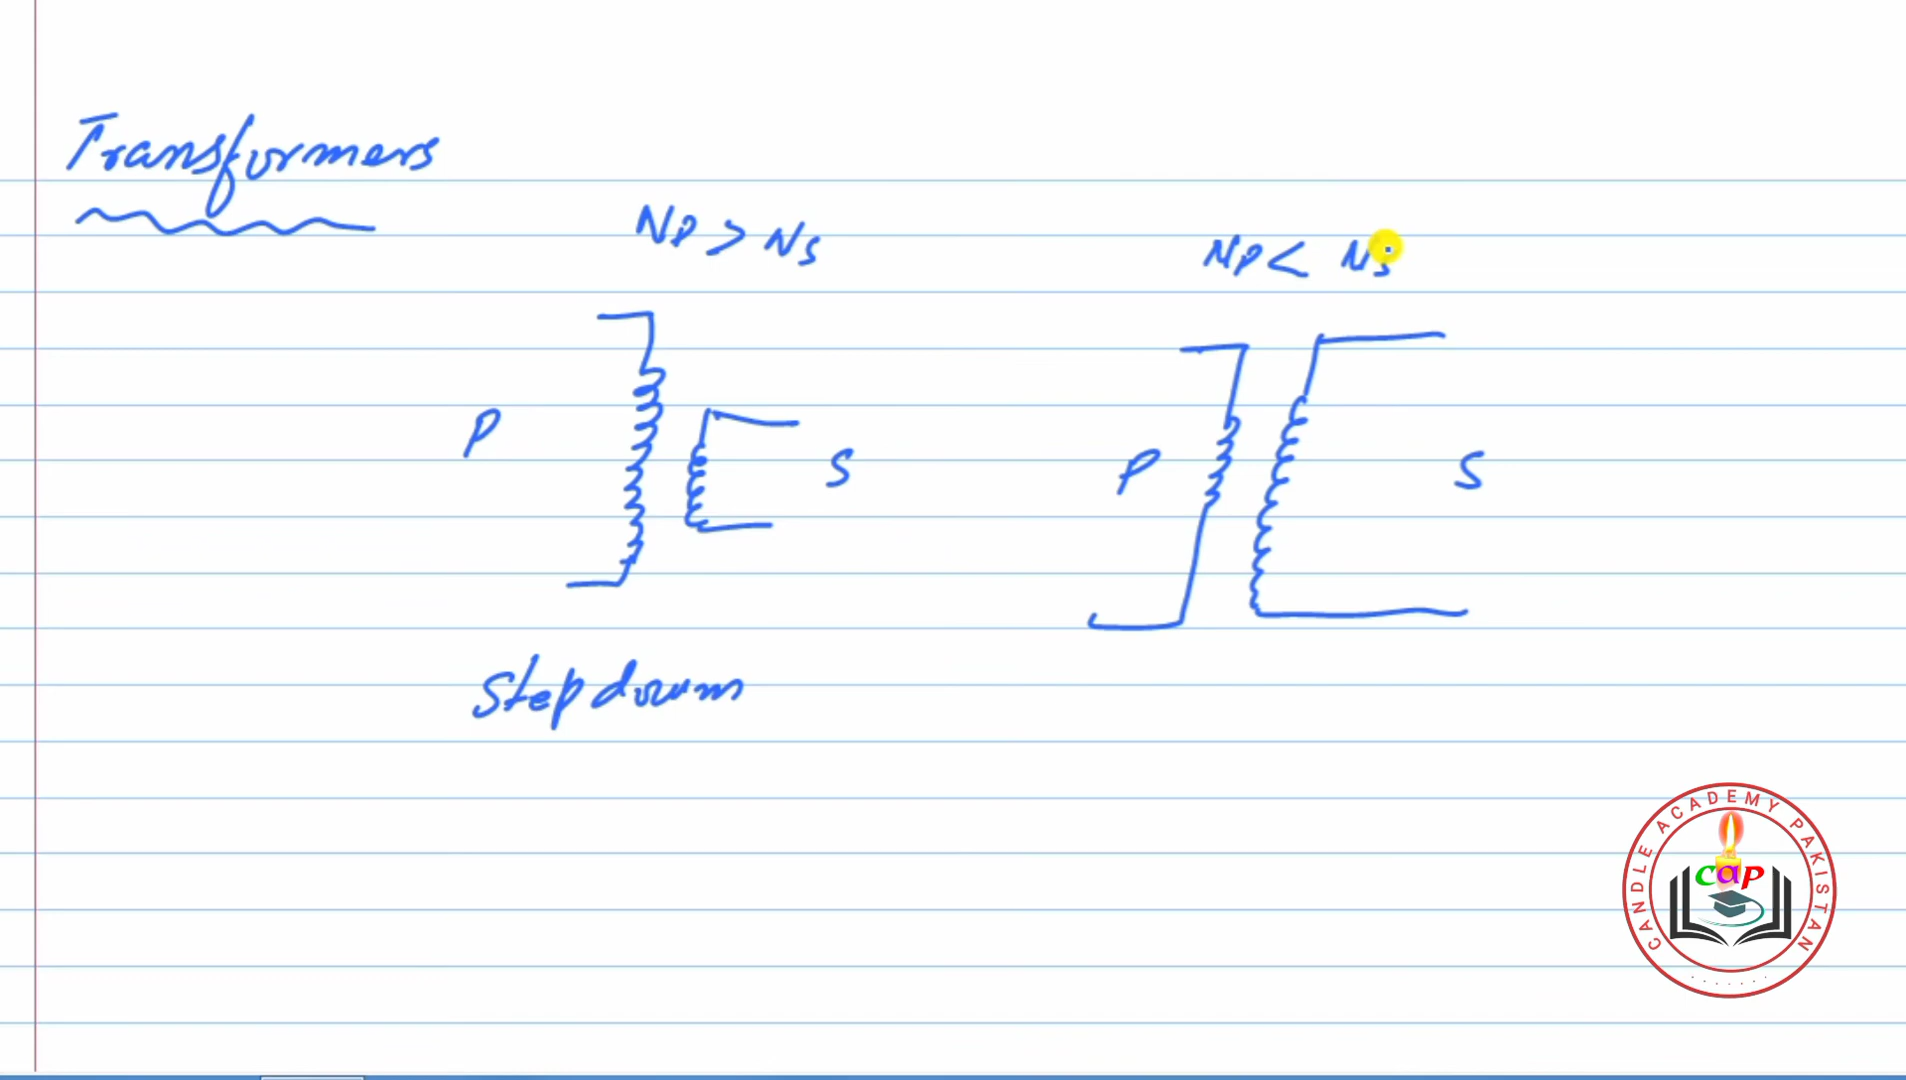 Transformers
Np > Ns
Np < Ns
P
S
P
S
Step down
CANDLE ACADEMY PAKISTAN
cap